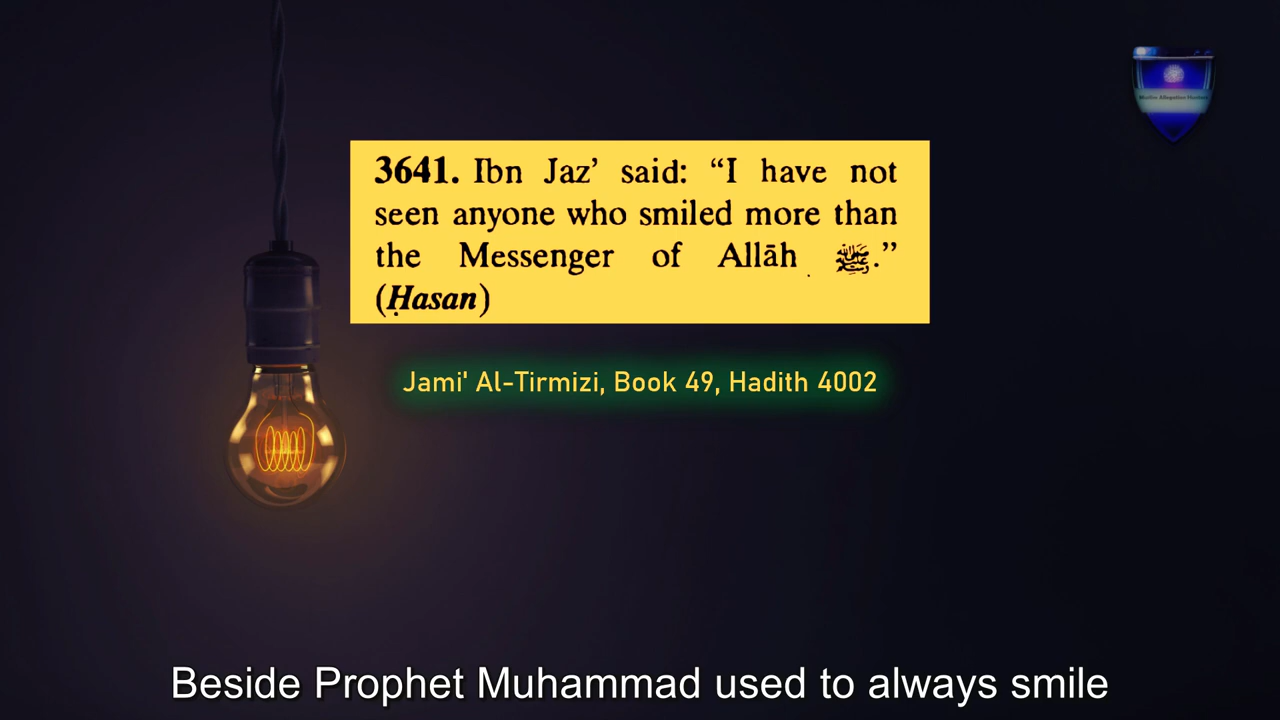 3641. Ibn Jaz’ said: “I have not
seen anyone who smiled more than
the Messenger of Allāh ﷺ.”
(Ḥasan)
Jami' Al-Tirmizi, Book 49, Hadith 4002
Beside Prophet Muhammad used to always smile